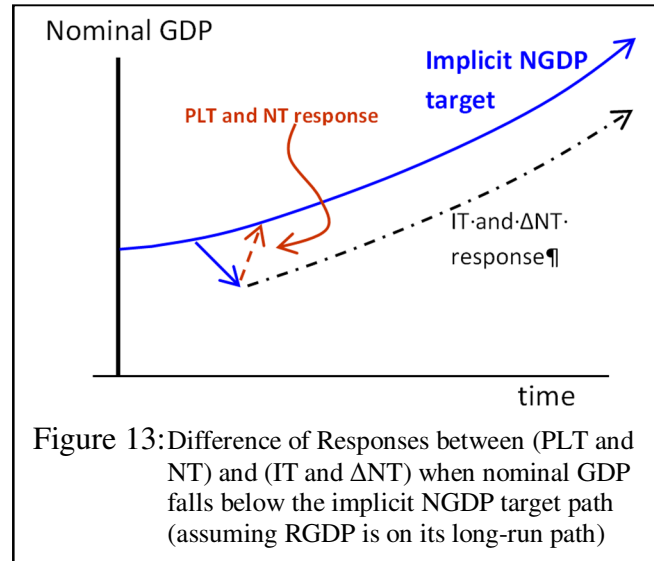 Nominal GDP
Implicit NGDP
target
PLT and NT response
IT·and·ΔNT·
response¶
time
Figure 13: Difference of Responses between (PLT and
NT) and (IT and ΔNT) when nominal GDP
falls below the implicit NGDP target path
(assuming RGDP is on its long-run path)